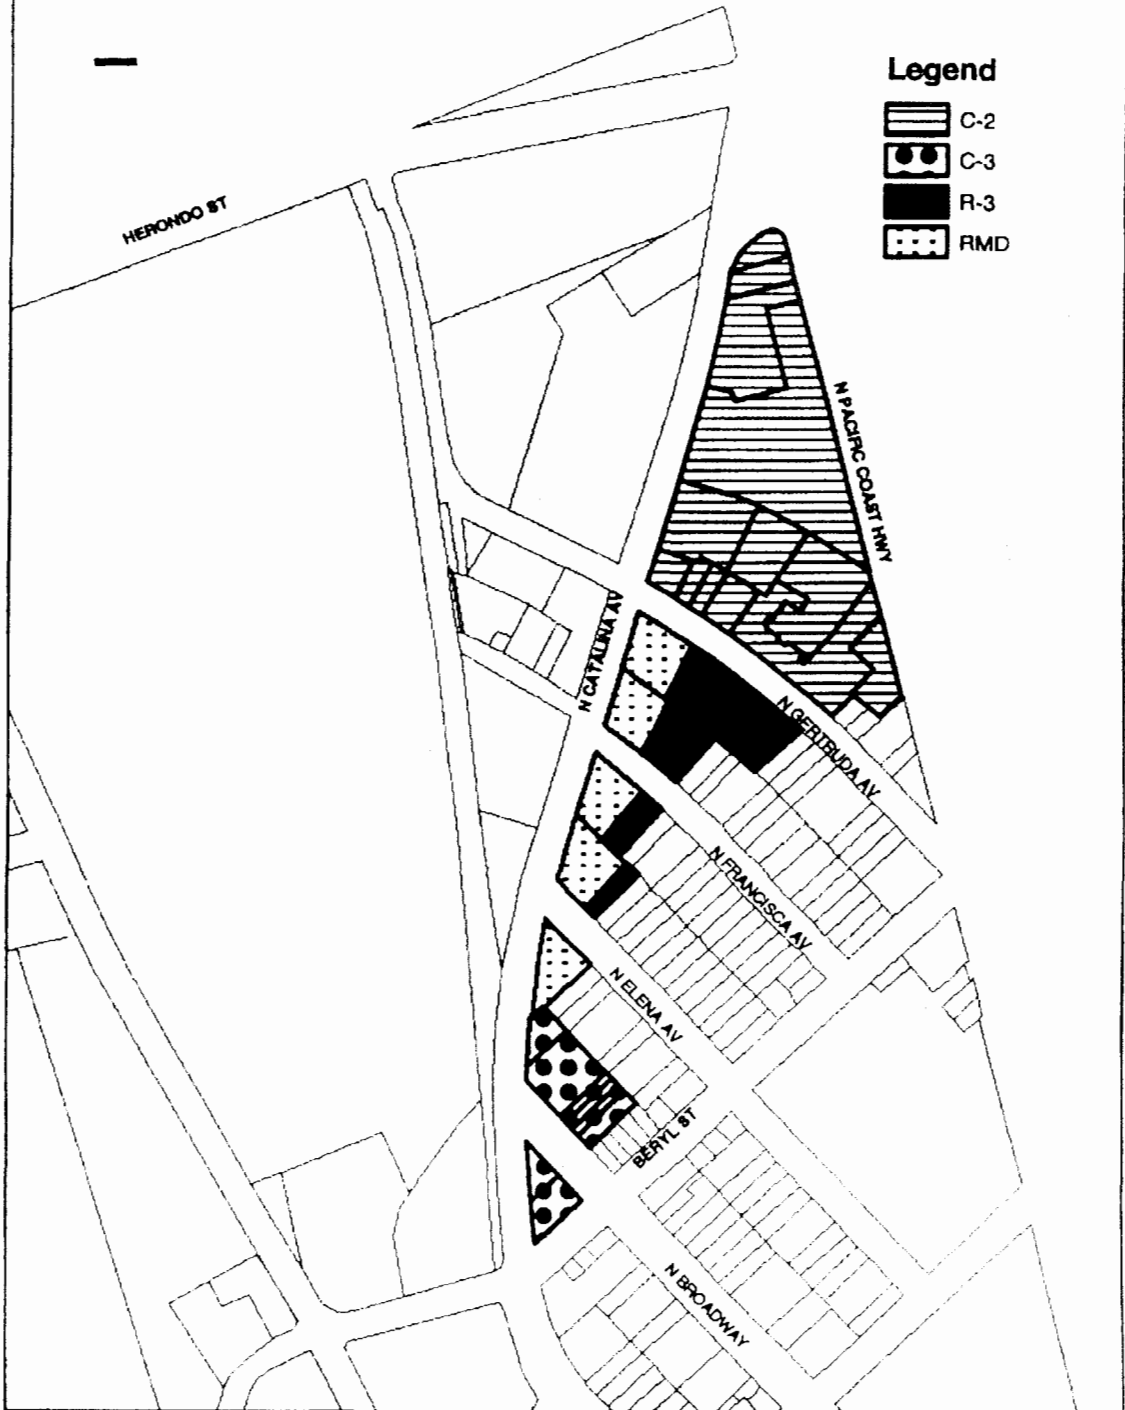 Legend
C-2
C-3
R-3
RMD
HERONDO ST
N PACIFIC COAST HWY
N CATALINA AV
N GERTRUDA AV
N FRANCISCA AV
N ELENA AV
BERYL ST
N BROADWAY